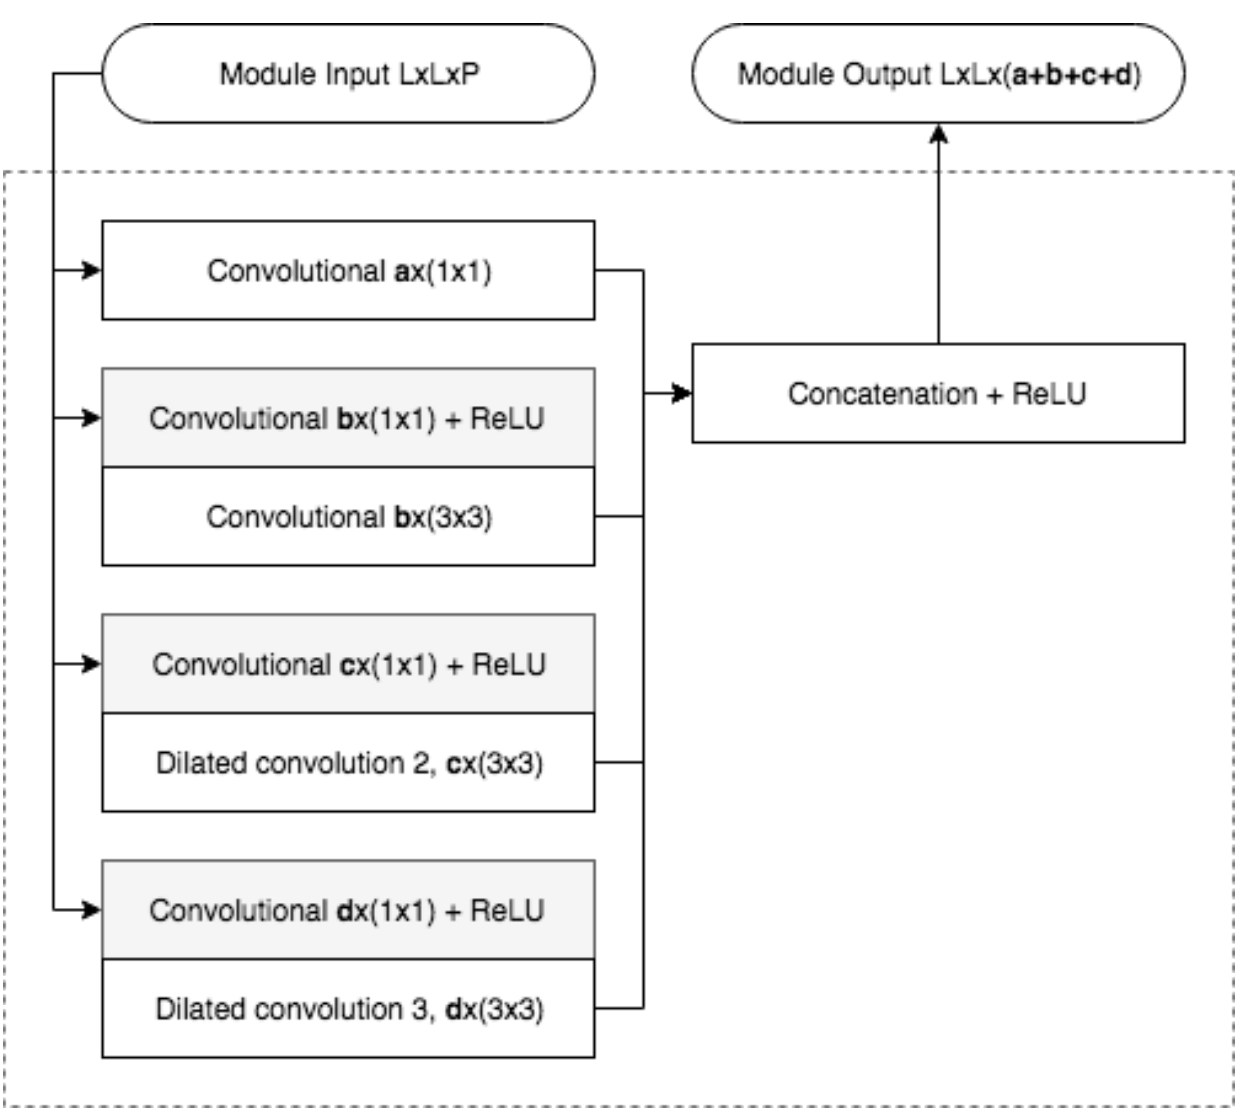 Module Input LxLxP
Module Output LxLx(a+b+c+d)
Convolutional ax(1x1)
Convolutional bx(1x1) + ReLU
Convolutional bx(3x3)
Convolutional cx(1x1) + ReLU
Dilated convolution 2, cx(3x3)
Convolutional dx(1x1) + ReLU
Dilated convolution 3, dx(3x3)
Concatenation + ReLU